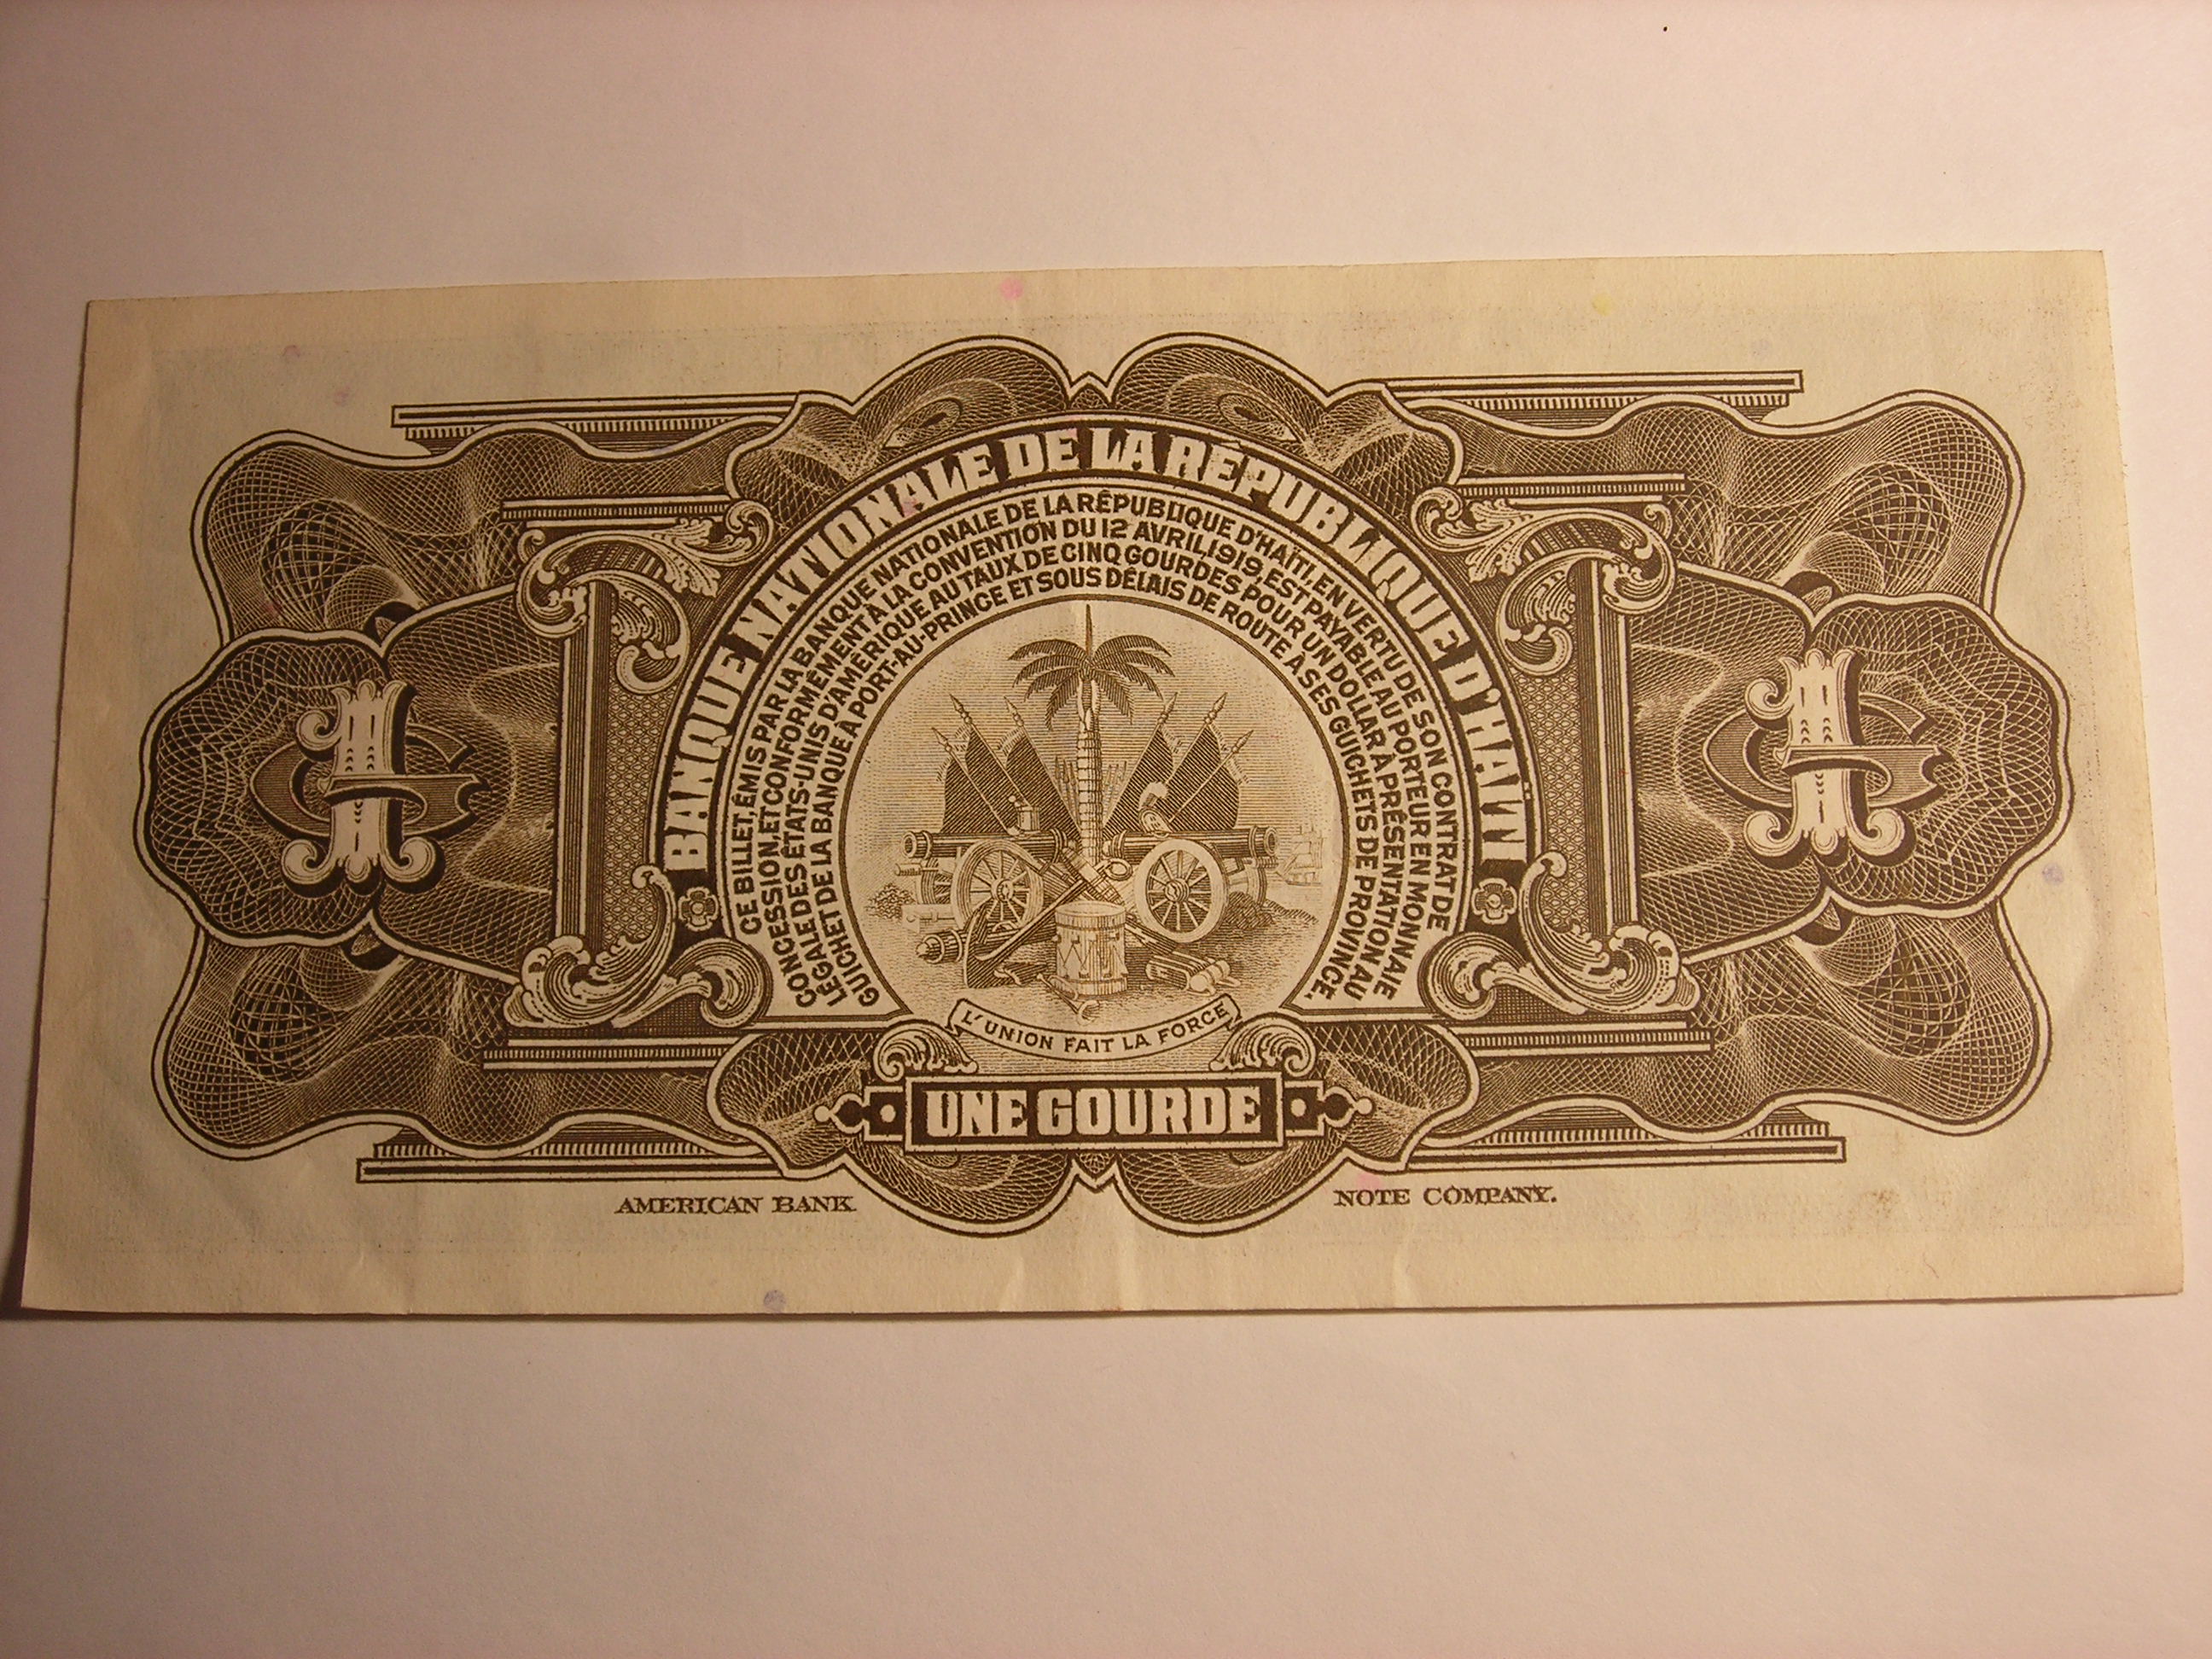 BANQUE NATIONALE DE LA RÉPUBLIQUE D'HAÏTI
CE BILLET, ÉMIS PAR LA BANQUE NATIONALE DE LA RÉPUBLIQUE D'HAÏTI, EN VERTU DE SON CONTRAT DE
CONCESSION, ET CONFORMÉMENT À LA CONVENTION DU 12 AVRIL 1919, EST PAYABLE AU PORTEUR EN MONNAIE
LÉGALE DES ÉTATS-UNIS D'AMÉRIQUE AU TAUX DE CINQ GOURDES POUR UN DOLLAR À PRÉSENTATION AU
GUICHET DE LA BANQUE À PORT-AU-PRINCE ET SOUS DÉLAIS DE ROUTE À SES GUICHETS DE PROVINCE.
1
1
G 1
G 1
L'UNION FAIT LA FORCE
UNE GOURDE
AMERICAN BANK NOTE COMPANY.